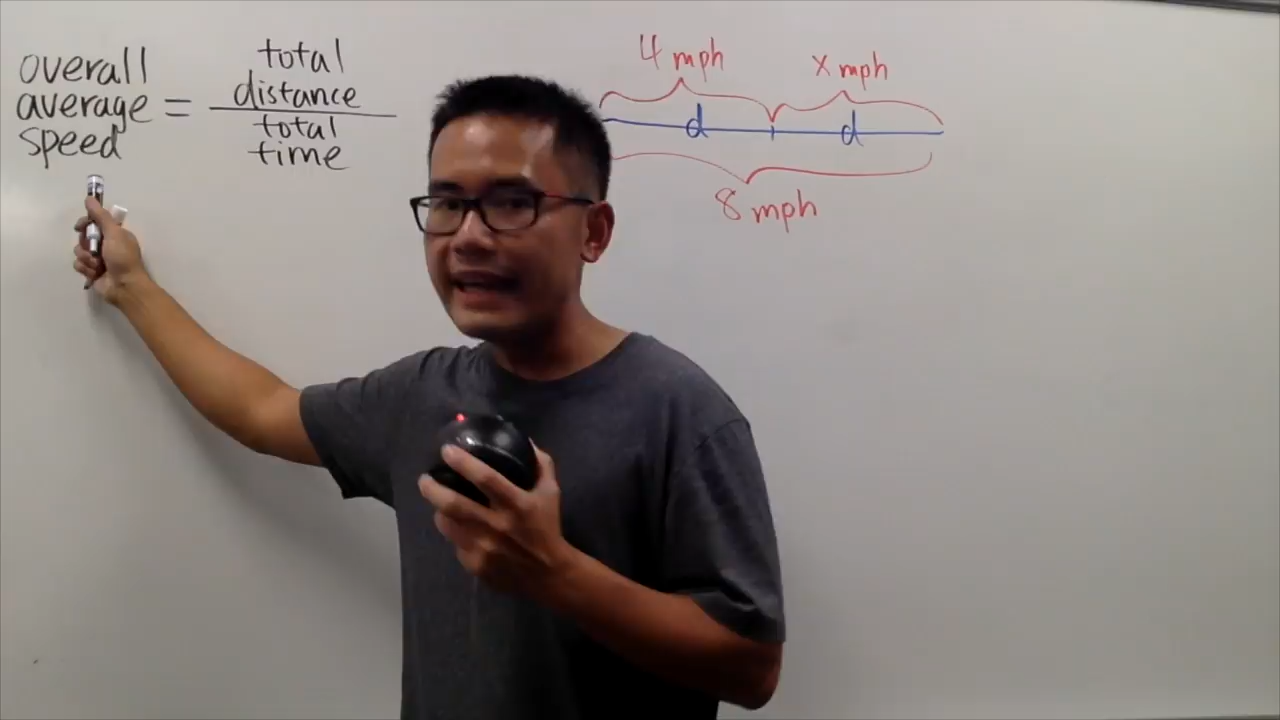 overall
average
speed
=
total
distance
total
time
4 mph
x mph
d
d
8 mph